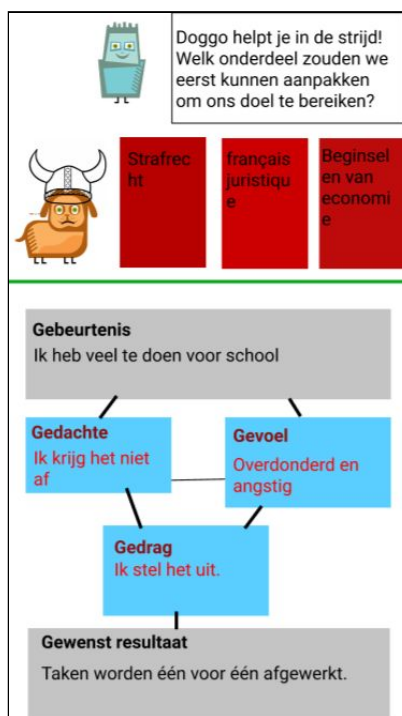 Doggo helpt je in de strijd!
Welk onderdeel zouden we
eerst kunnen aanpakken
om ons doel te bereiken?
Strafrec
ht
français
juristiqu
e
Beginsel
en van
economi
e
Gebeurtenis
Ik heb veel te doen voor school
Gedachte
Ik krijg het niet
af
Gevoel
Overdonderd en
angstig
Gedrag
Ik stel het uit.
Gewenst resultaat
Taken worden één voor één afgewerkt.